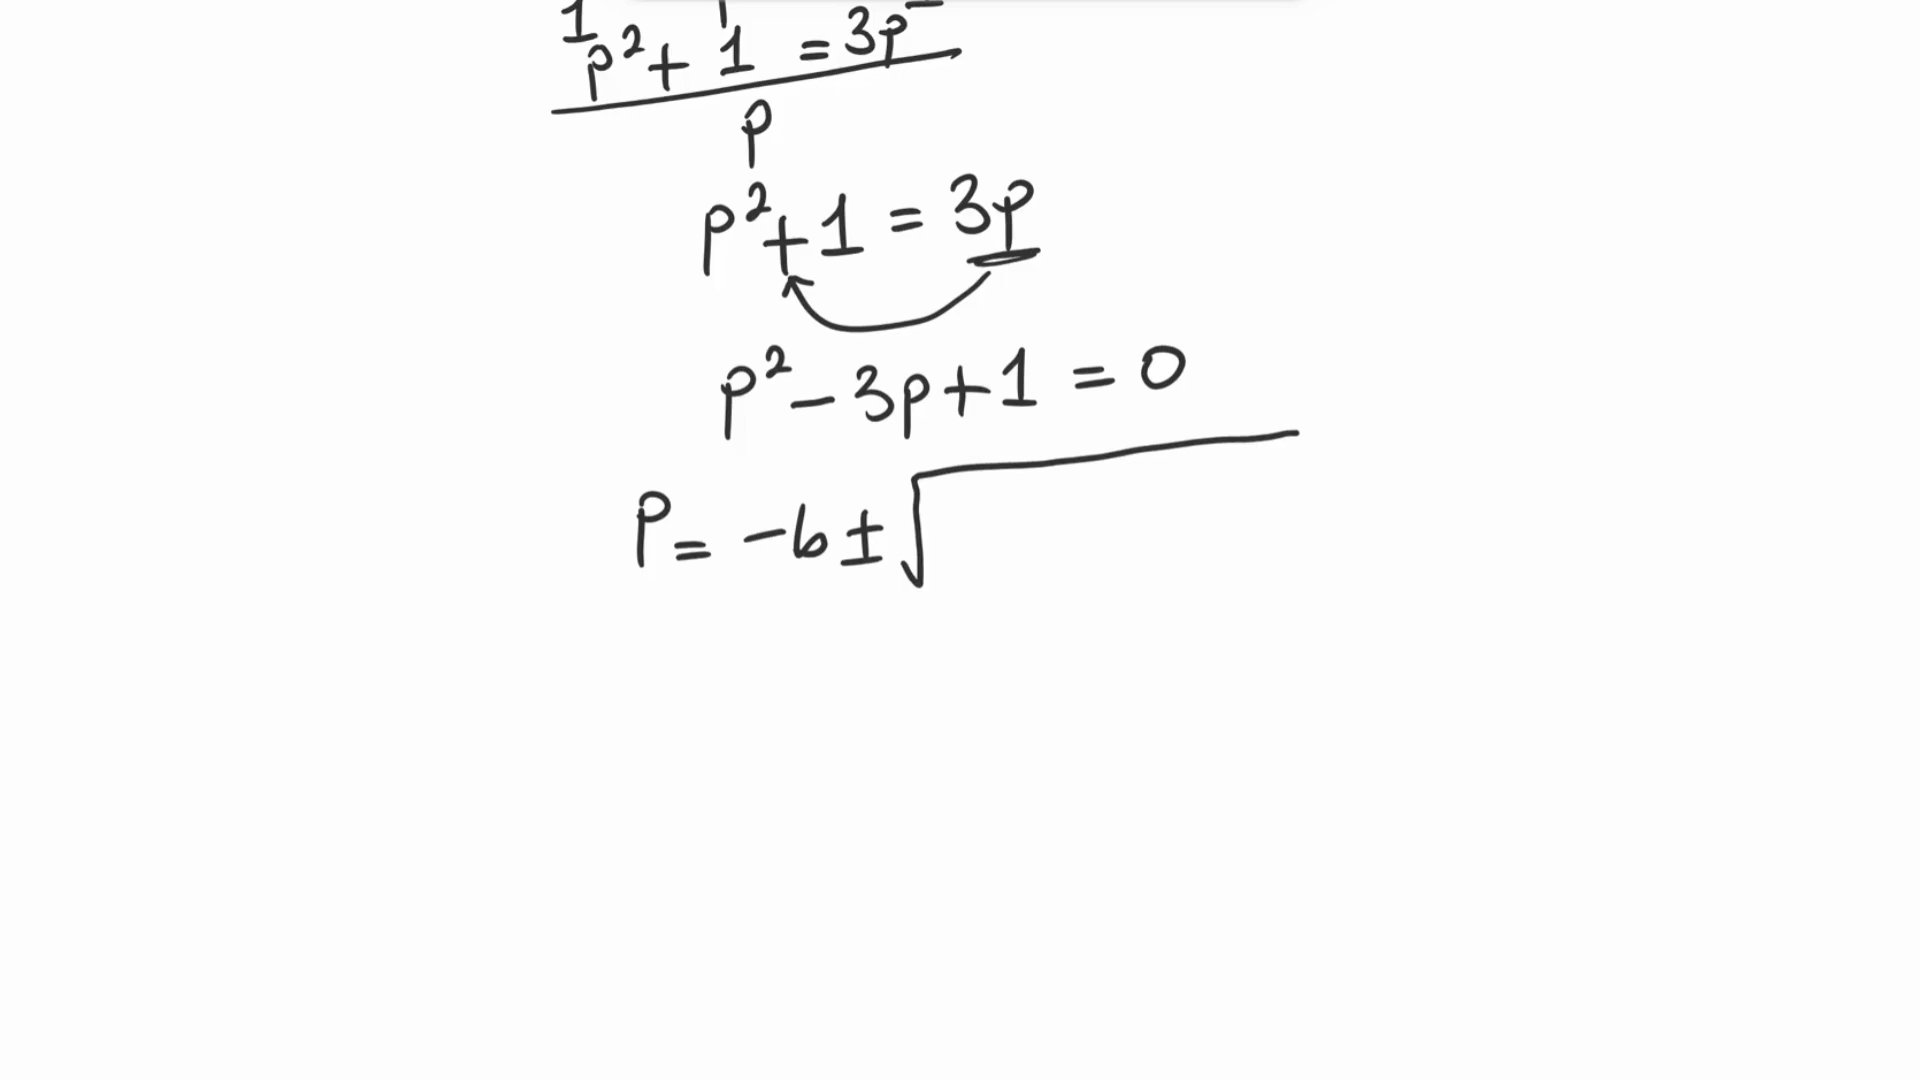 p² + 1 = 3p
p
p² + 1 = 3p
p² - 3p + 1 = 0
P = -b ± √